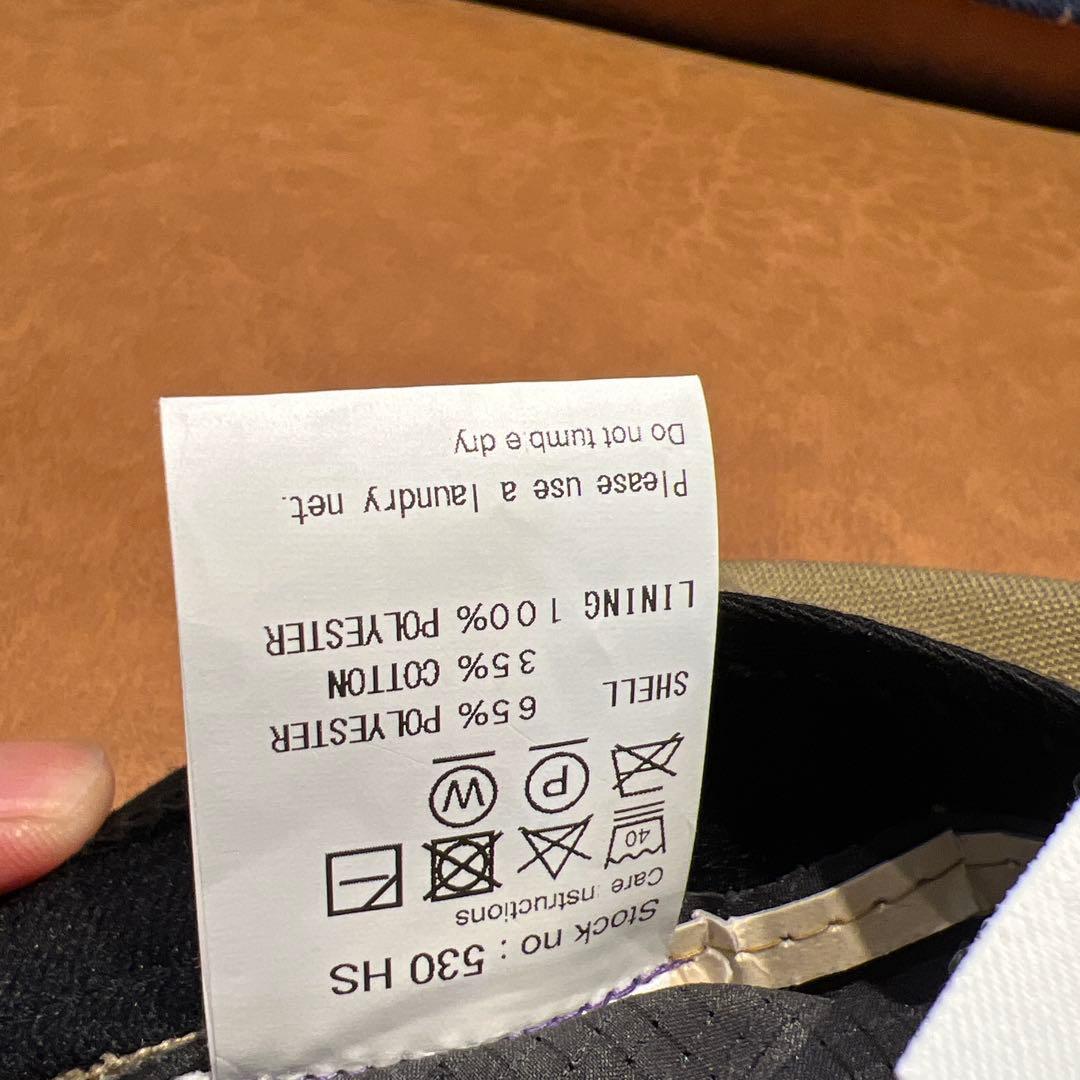 Stock no : 530 HS
Care instructions
40
P W
SHELL 65% POLYESTER
35% COTTON
LINING 100% POLYESTER
Please use a laundry net.
Do not tumble dry